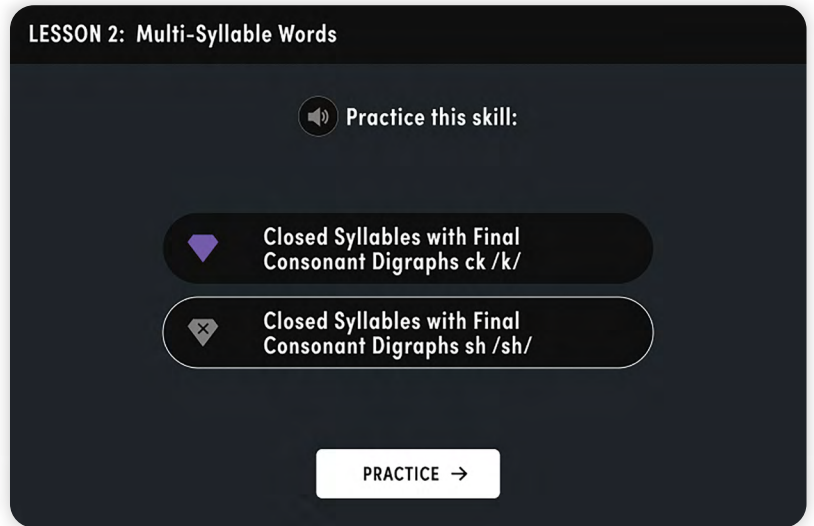 LESSON 2: Multi-Syllable Words
Practice this skill:
Closed Syllables with Final
Consonant Digraphs ck /k/
Closed Syllables with Final
Consonant Digraphs sh /sh/
PRACTICE →